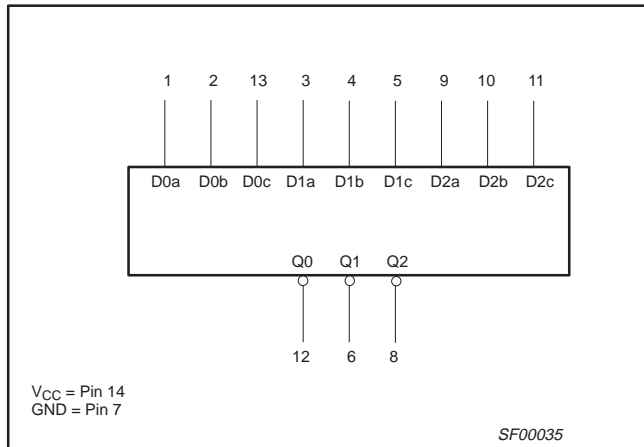 1 2 13 3 4 5 9 10 11
D0a D0b D0c D1a D1b D1c D2a D2b D2c
Q0 Q1 Q2
12 6 8
VCC = Pin 14
GND = Pin 7
SF00035